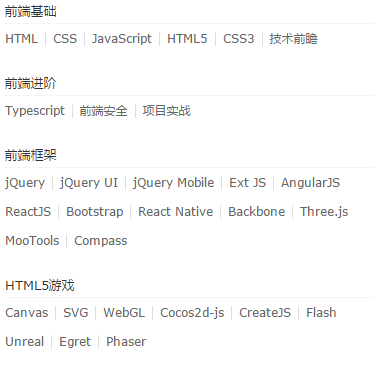 前端基础
HTML CSS JavaScript HTML5 CSS3 技术前瞻
前端进阶
Typescript 前端安全 项目实战
前端框架
jQuery jQuery UI jQuery Mobile Ext JS AngularJS
ReactJS Bootstrap React Native Backbone Three.js
MooTools Compass
HTML5游戏
Canvas SVG WebGL Cocos2d-js CreateJS Flash
Unreal Egret Phaser